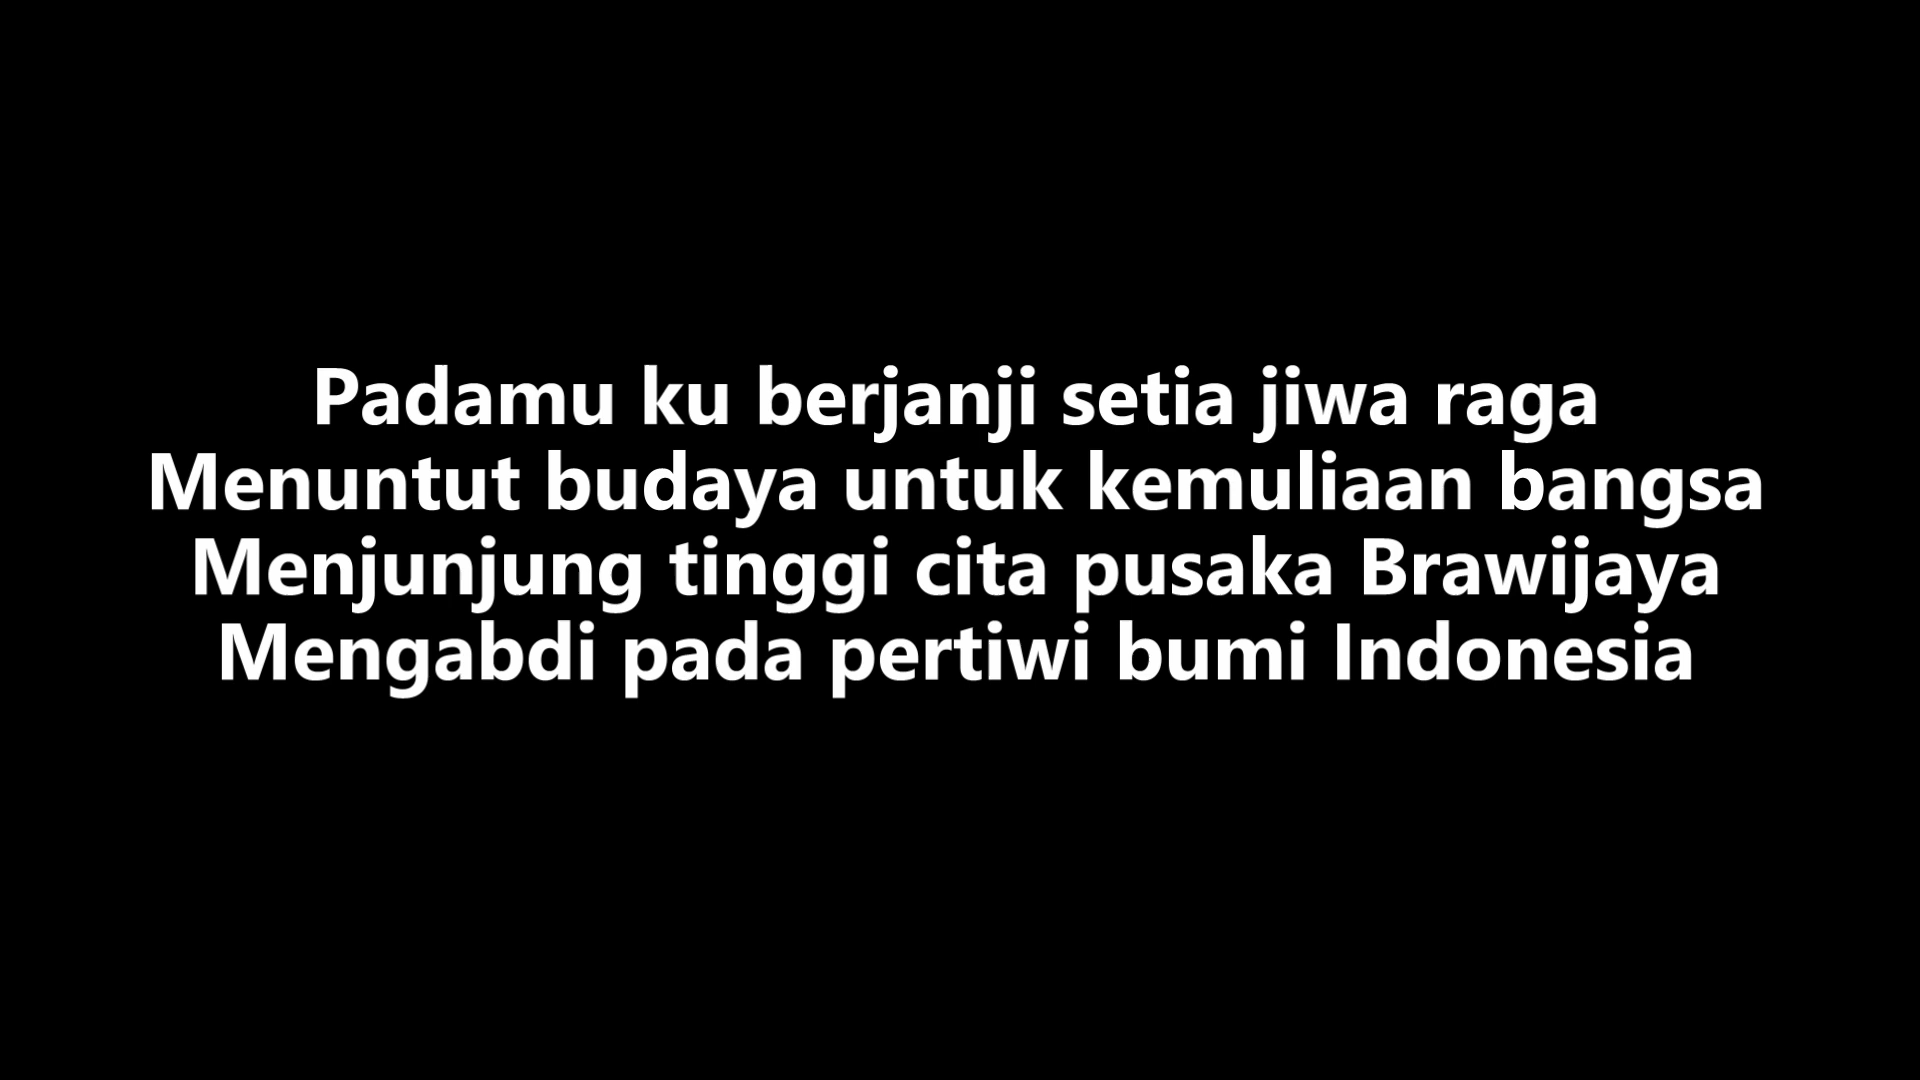 Padamu ku berjanji setia jiwa raga
Menuntut budaya untuk kemuliaan bangsa
Menjunjung tinggi cita pusaka Brawijaya
Mengabdi pada pertiwi bumi Indonesia